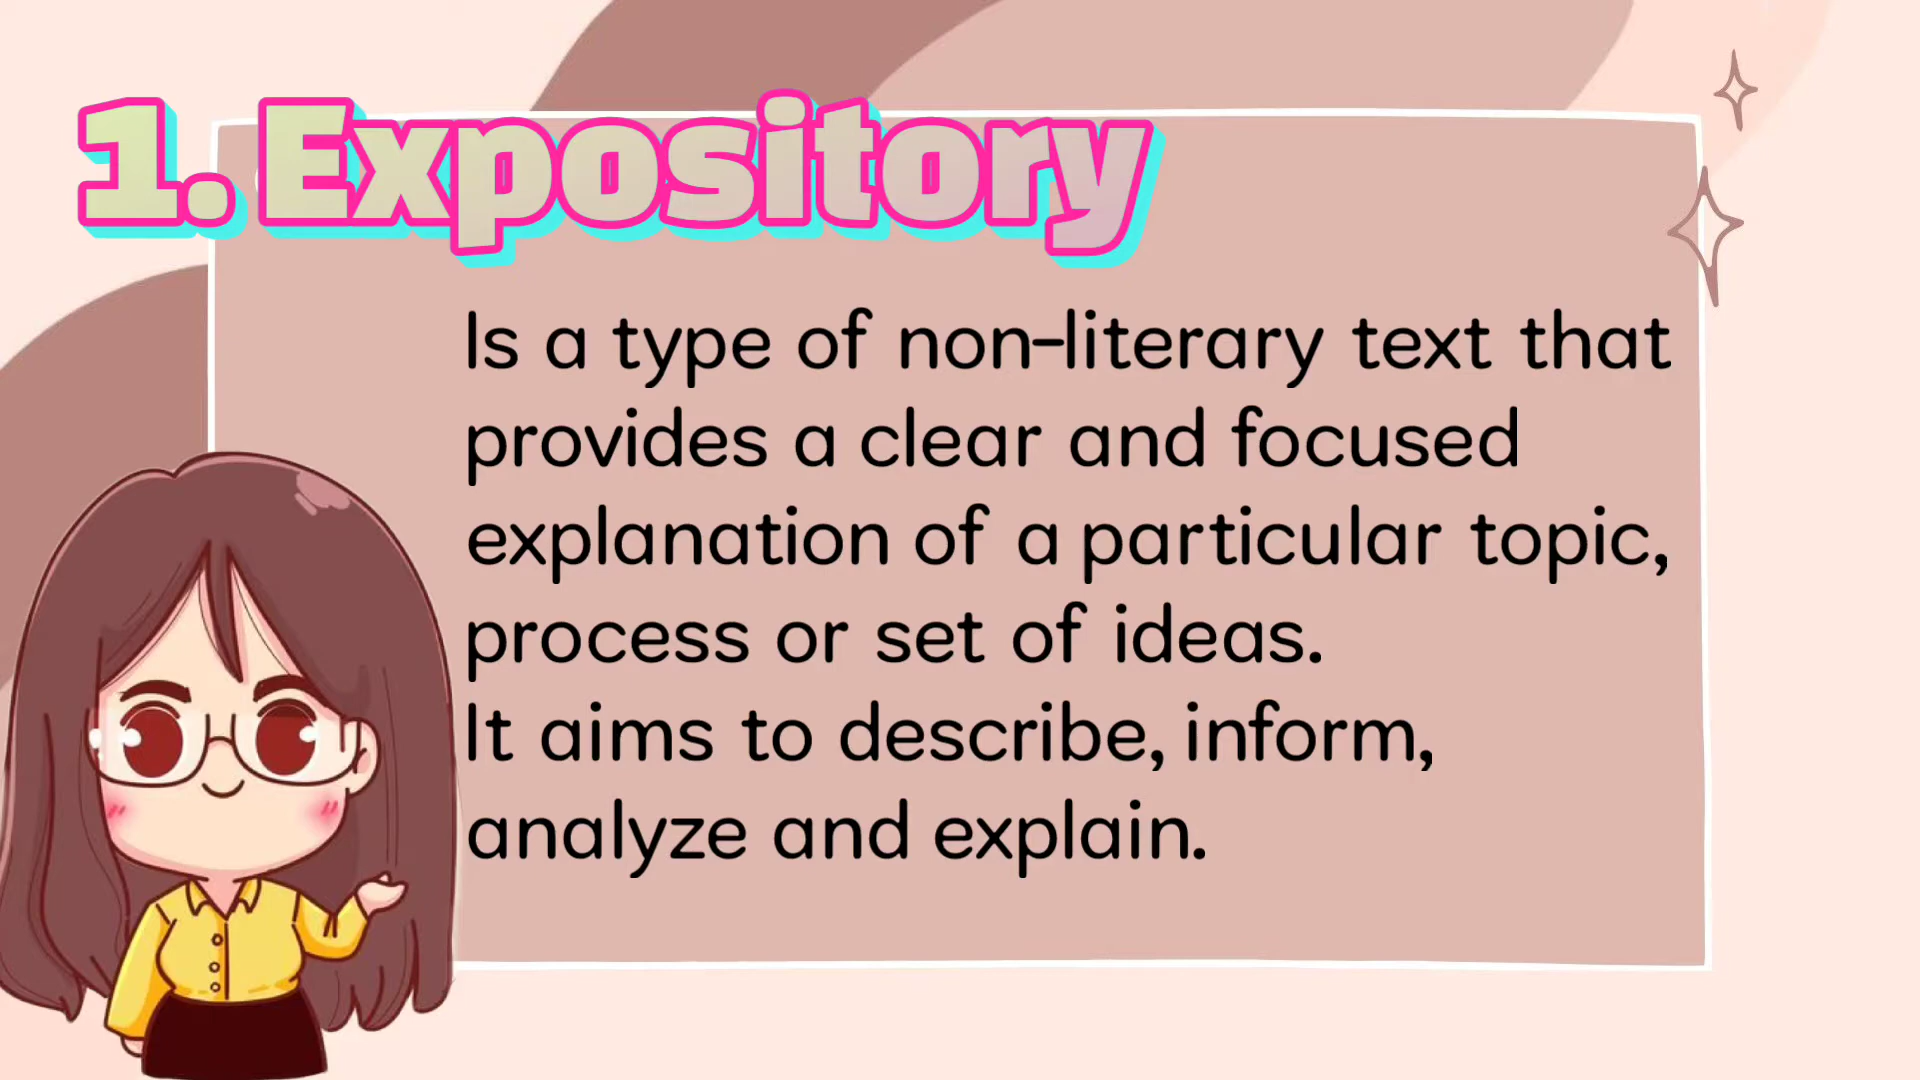 1. Expository
Is a type of non-literary text that
provides a clear and focused
explanation of a particular topic,
process or set of ideas.
It aims to describe, inform,
analyze and explain.